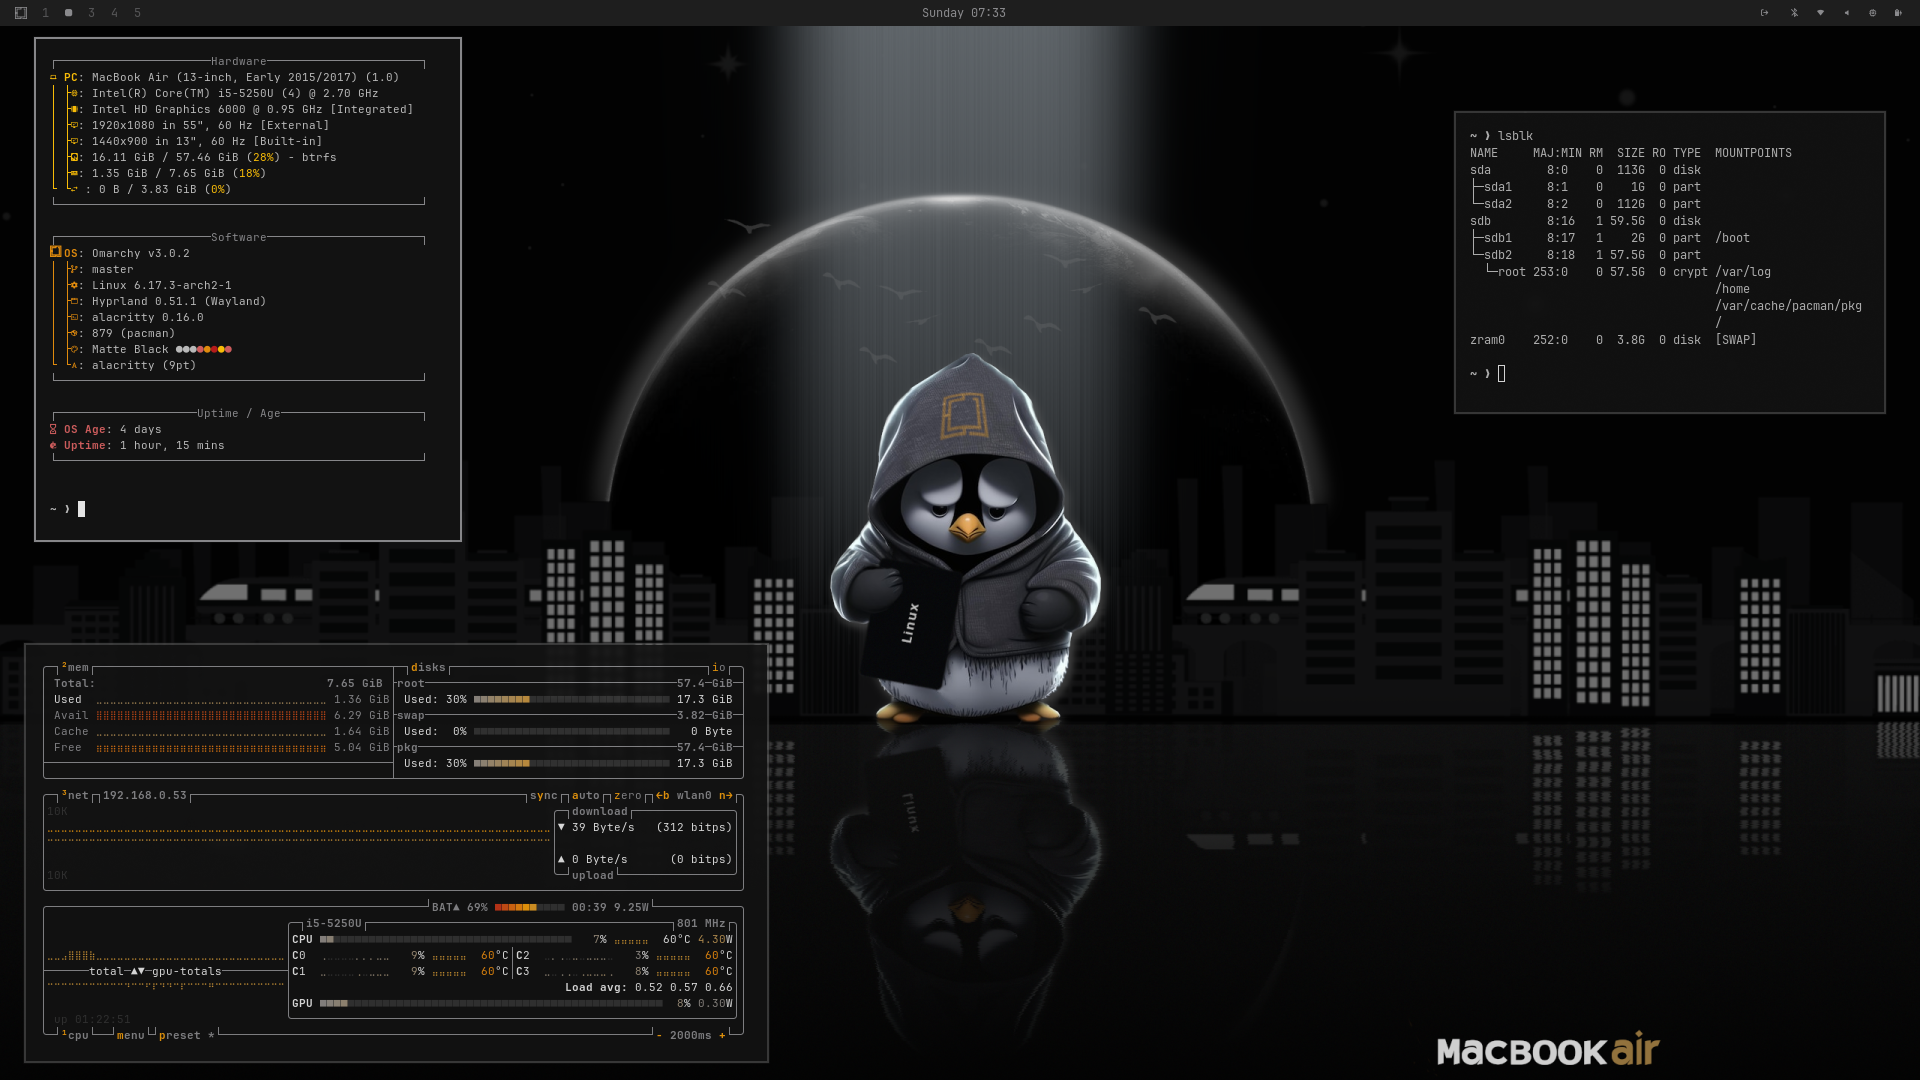 1 3 4 5
Sunday 07:33
Hardware
PC: MacBook Air (13-inch, Early 2015/2017) (1.0)
: Intel(R) Core(TM) i5-5250U (4) @ 2.70 GHz
: Intel HD Graphics 6000 @ 0.95 GHz [Integrated]
: 1920x1080 in 55", 60 Hz [External]
: 1440x900 in 13", 60 Hz [Built-in]
: 16.11 GiB / 57.46 GiB (28%) - btrfs
: 1.35 GiB / 7.65 GiB (18%)
: 0 B / 3.83 GiB (0%)
Software
OS: Omarchy v3.0.2
: master
: Linux 6.17.3-arch2-1
: Hyprland 0.51.1 (Wayland)
: alacritty 0.16.0
: 879 (pacman)
: Matte Black
: alacritty (9pt)
Uptime / Age
OS Age: 4 days
Uptime: 1 hour, 15 mins
~ ❯
~ ❯ lsblk
NAME MAJ:MIN RM SIZE RO TYPE MOUNTPOINTS
sda 8:0 0 113G 0 disk
├─sda1 8:1 0 1G 0 part
└─sda2 8:2 0 112G 0 part
sdb 8:16 1 59.5G 0 disk
├─sdb1 8:17 1 2G 0 part /boot
└─sdb2 8:18 1 57.5G 0 part
└─root 253:0 0 57.5G 0 crypt /var/log
/home
/var/cache/pacman/pkg
/
zram0 252:0 0 3.8G 0 disk [SWAP]
~ ❯
Linux
²mem
Total: 7.65 GiB
Used 1.36 GiB
Avail 6.29 GiB
Cache 1.64 GiB
Free 5.04 GiB
disks io
root 57.4 GiB
Used: 30% 17.3 GiB
swap 3.82 GiB
Used: 0% 0 Byte
pkg 57.4 GiB
Used: 30% 17.3 GiB
³net 192.168.0.53 sync auto zero ←b wlan0 n→
10K
download
▼ 39 Byte/s (312 bitps)
▲ 0 Byte/s (0 bitps)
upload
10K
BAT▲ 69% 00:39 9.25W
i5-5250U 801 MHz
CPU 7% 60°C 4.30W
C0 9% 60°C C2 3% 60°C
C1 9% 60°C C3 8% 60°C
Load avg: 0.52 0.57 0.66
GPU 8% 0.30W
total ▲▼ gpu-totals
up 01:22:51
¹cpu menu preset * - 2000ms +
MACBOOK air